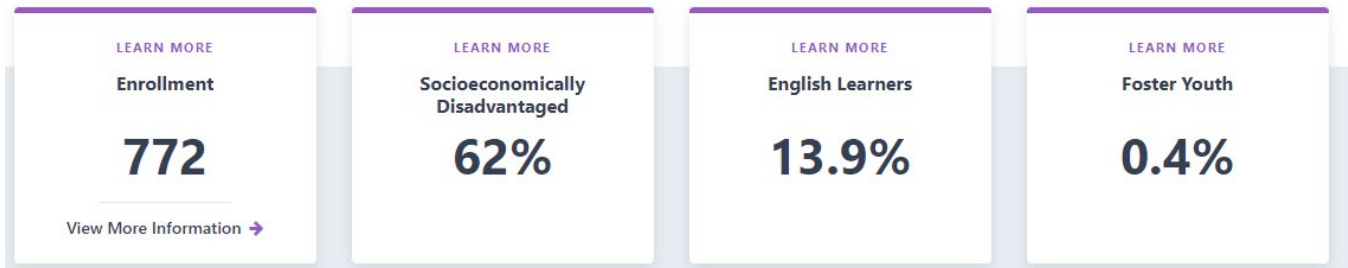 LEARN MORE
Enrollment
772
View More Information
LEARN MORE
Socioeconomically
Disadvantaged
62%
LEARN MORE
English Learners
13.9%
LEARN MORE
Foster Youth
0.4%